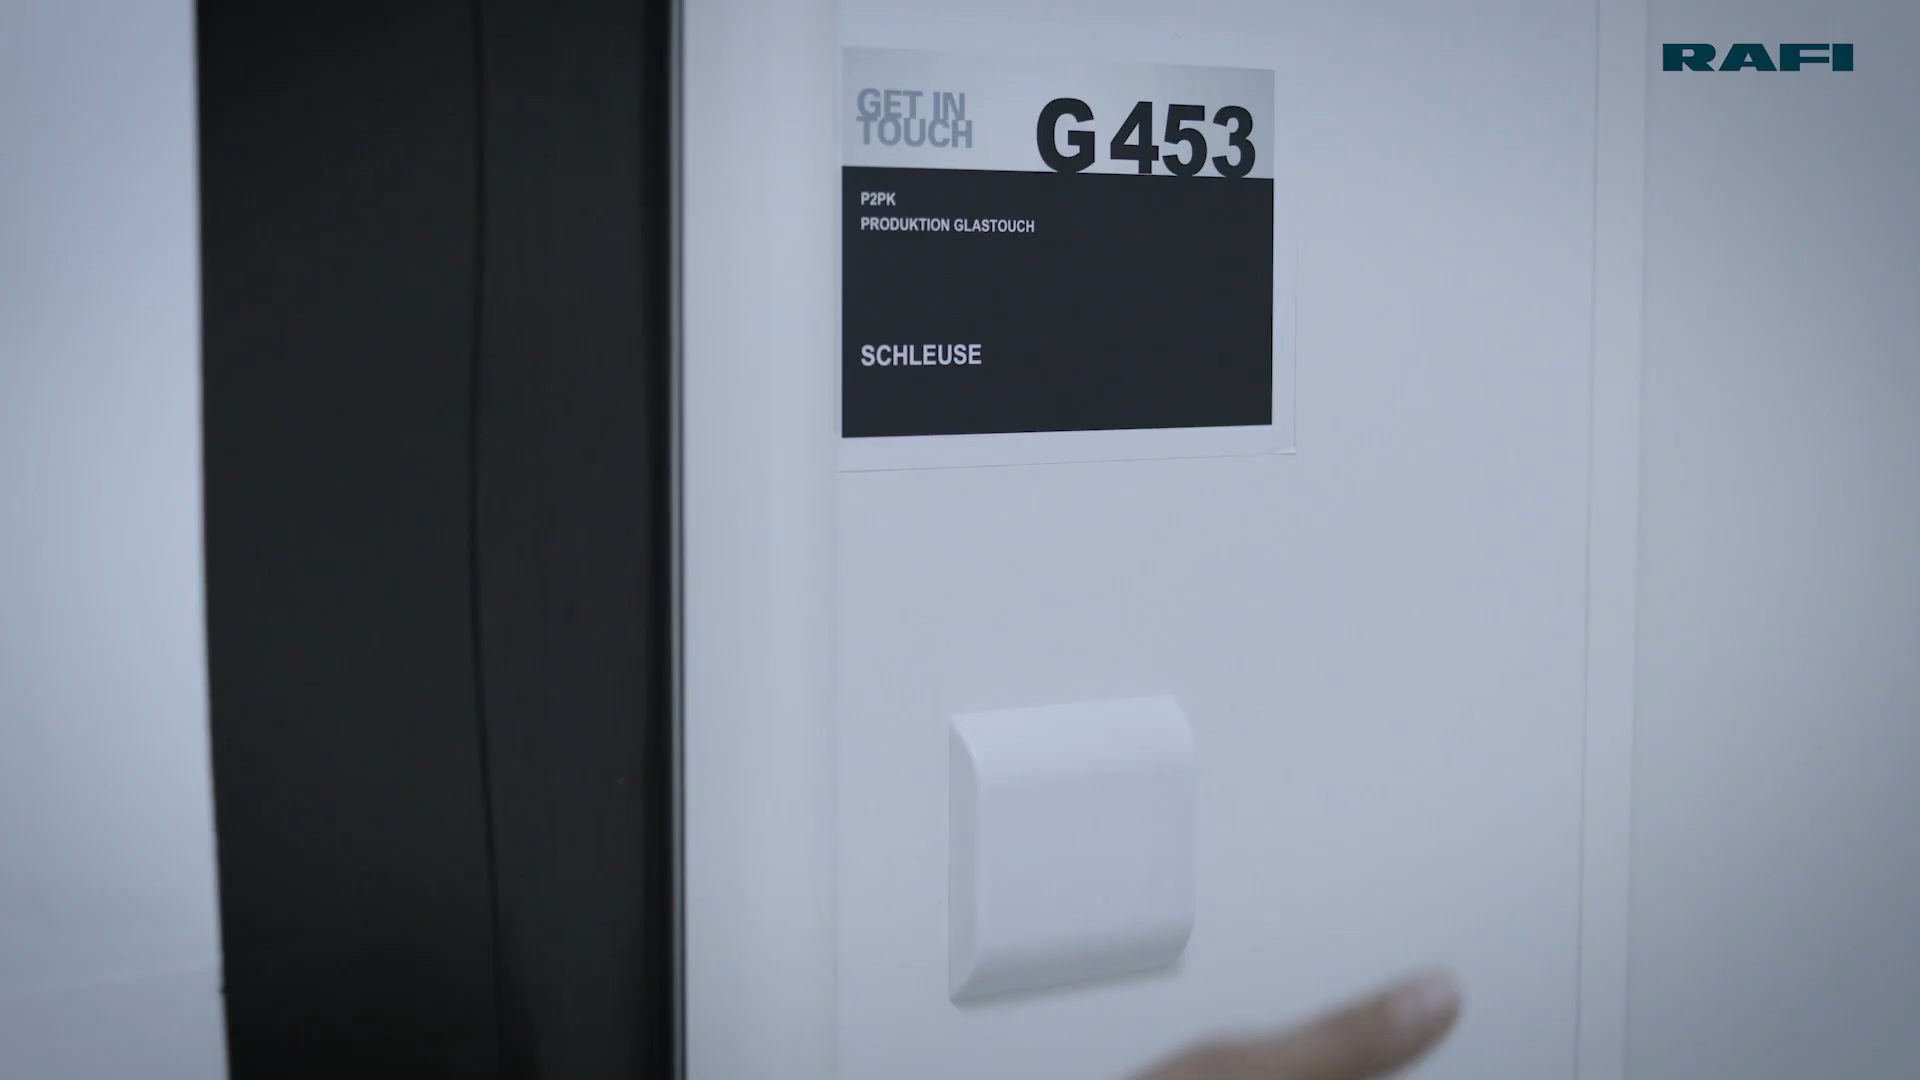 RAFI
GET IN
TOUCH
G 453
P2PK
PRODUKTION GLASTOUCH
SCHLEUSE